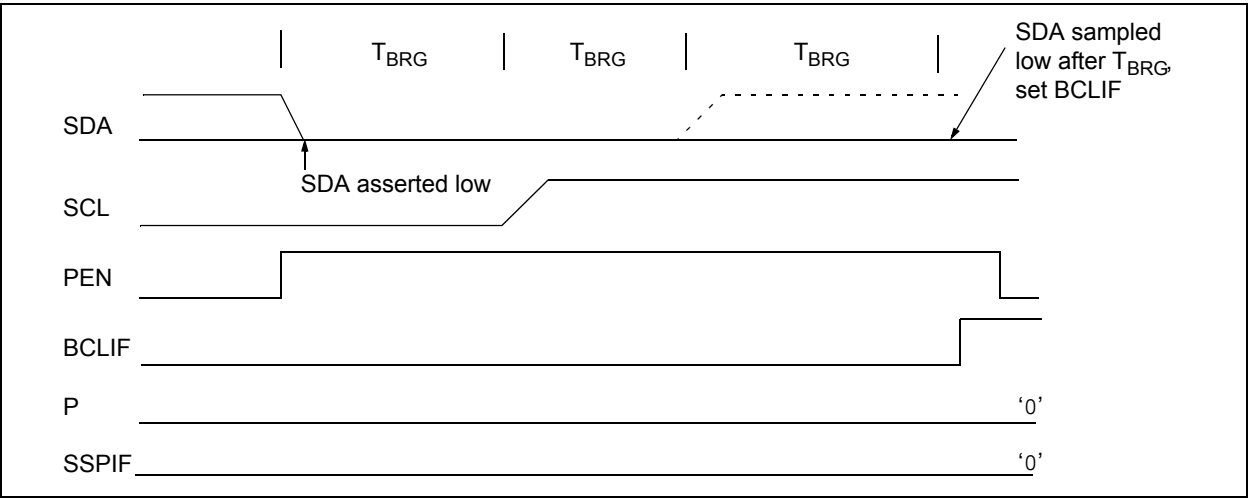 TBRG TBRG TBRG
SDA sampled
low after TBRG,
set BCLIF
SDA
SDA asserted low
SCL
PEN
BCLIF
P ‘0’
SSPIF ‘0’